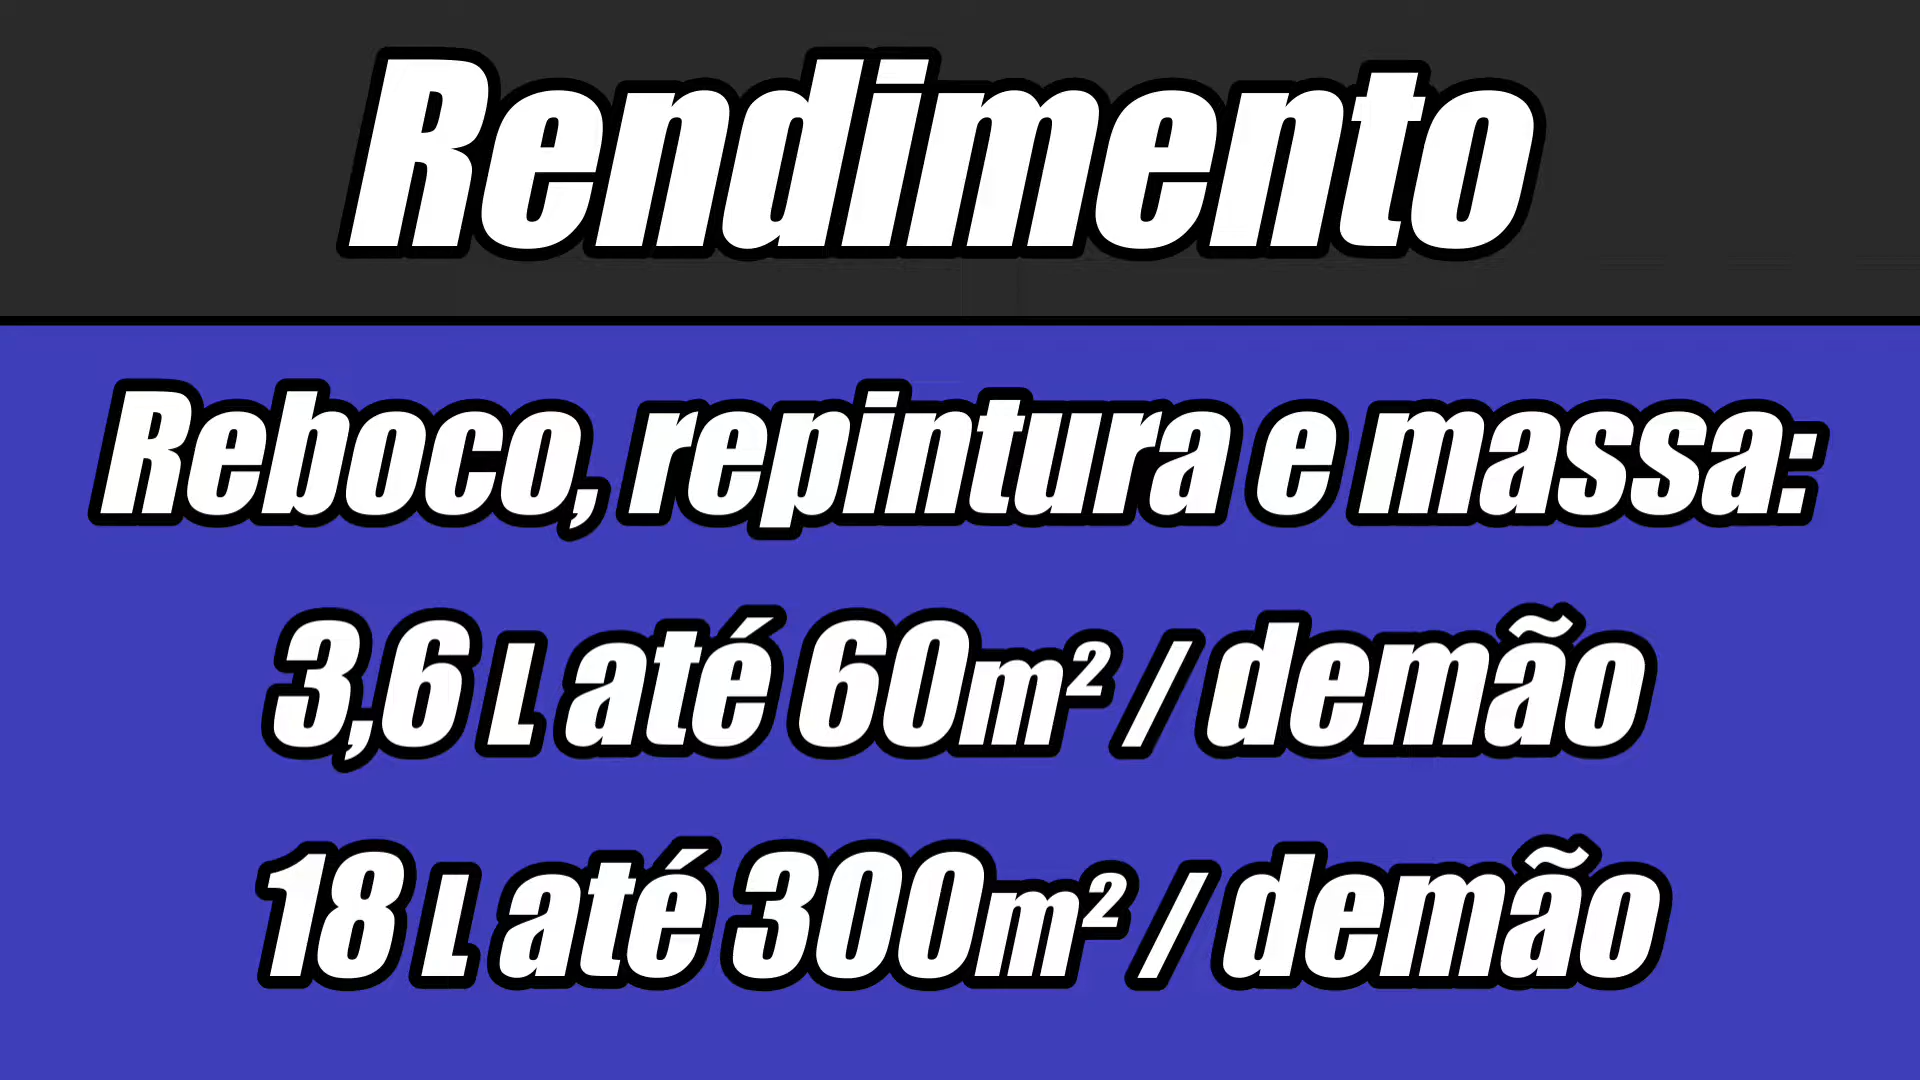 Rendimento
Reboco, repintura e massa:
3,6 L até 60m² / demão
18 L até 300m² / demão